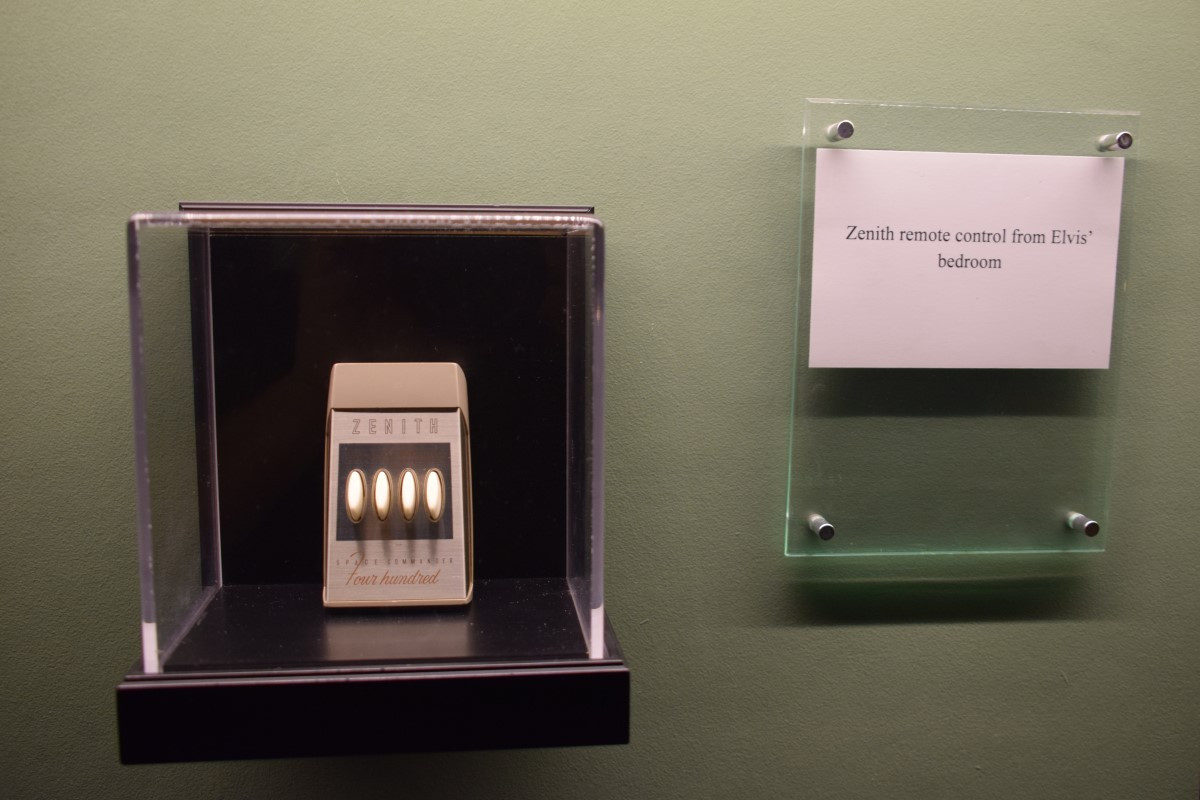 ZENITH
SPACE COMMANDER
Four hundred
Zenith remote control from Elvis’
bedroom